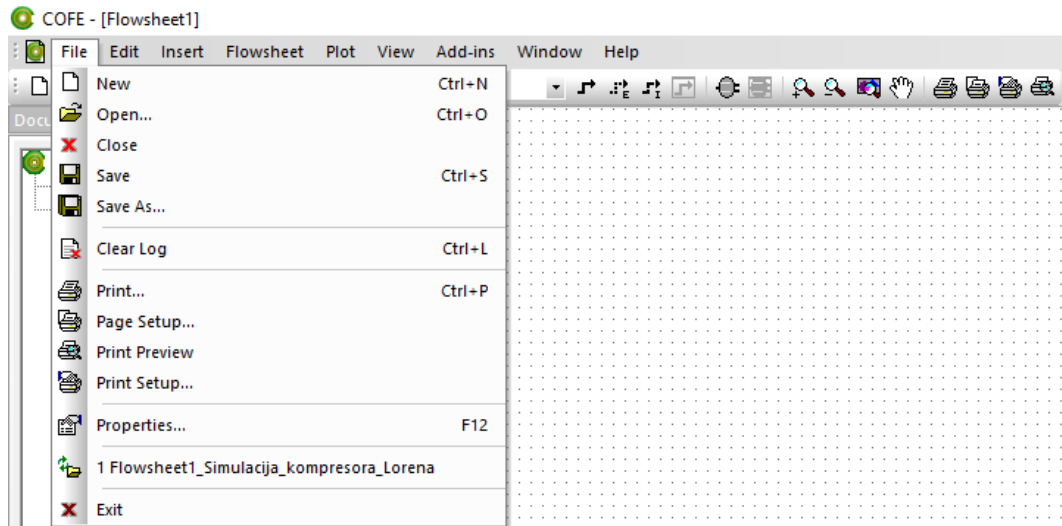 COFE - [Flowsheet1]
File Edit Insert Flowsheet Plot View Add-ins Window Help
New Ctrl+N
Docu
Open... Ctrl+O
Close
Save Ctrl+S
Save As...
Clear Log Ctrl+L
Print... Ctrl+P
Page Setup...
Print Preview
Print Setup...
Properties... F12
1 Flowsheet1_Simulacija_kompresora_Lorena
Exit